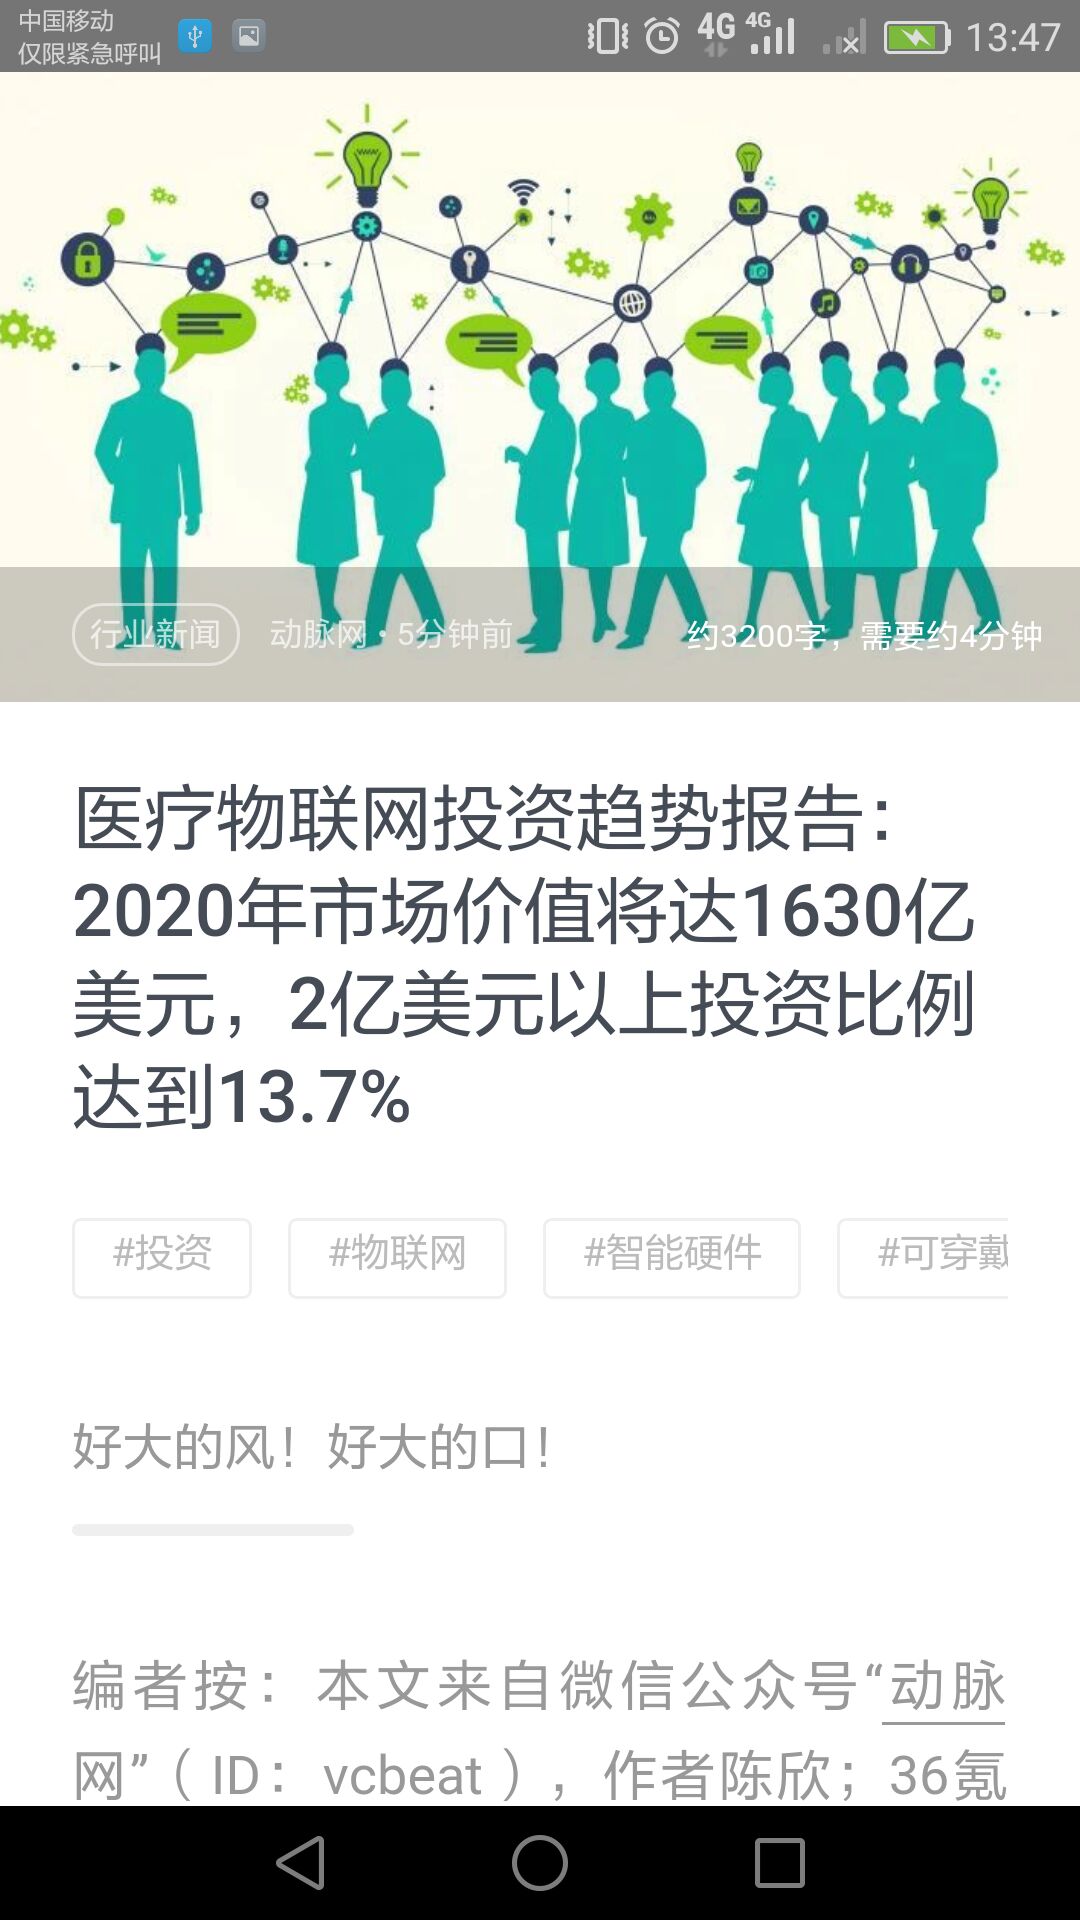 中国移动
仅限紧急呼叫
4G 4G 13:47
行业新闻 动脉网 • 5分钟前 约3200字，需要约4分钟
医疗物联网投资趋势报告：
2020年市场价值将达1630亿
美元，2亿美元以上投资比例
达到13.7%
#投资 #物联网 #智能硬件 #可穿戴
好大的风！好大的口！
编者按：本文来自微信公众号“动脉
网”（ID：vcbeat），作者陈欣；36氪